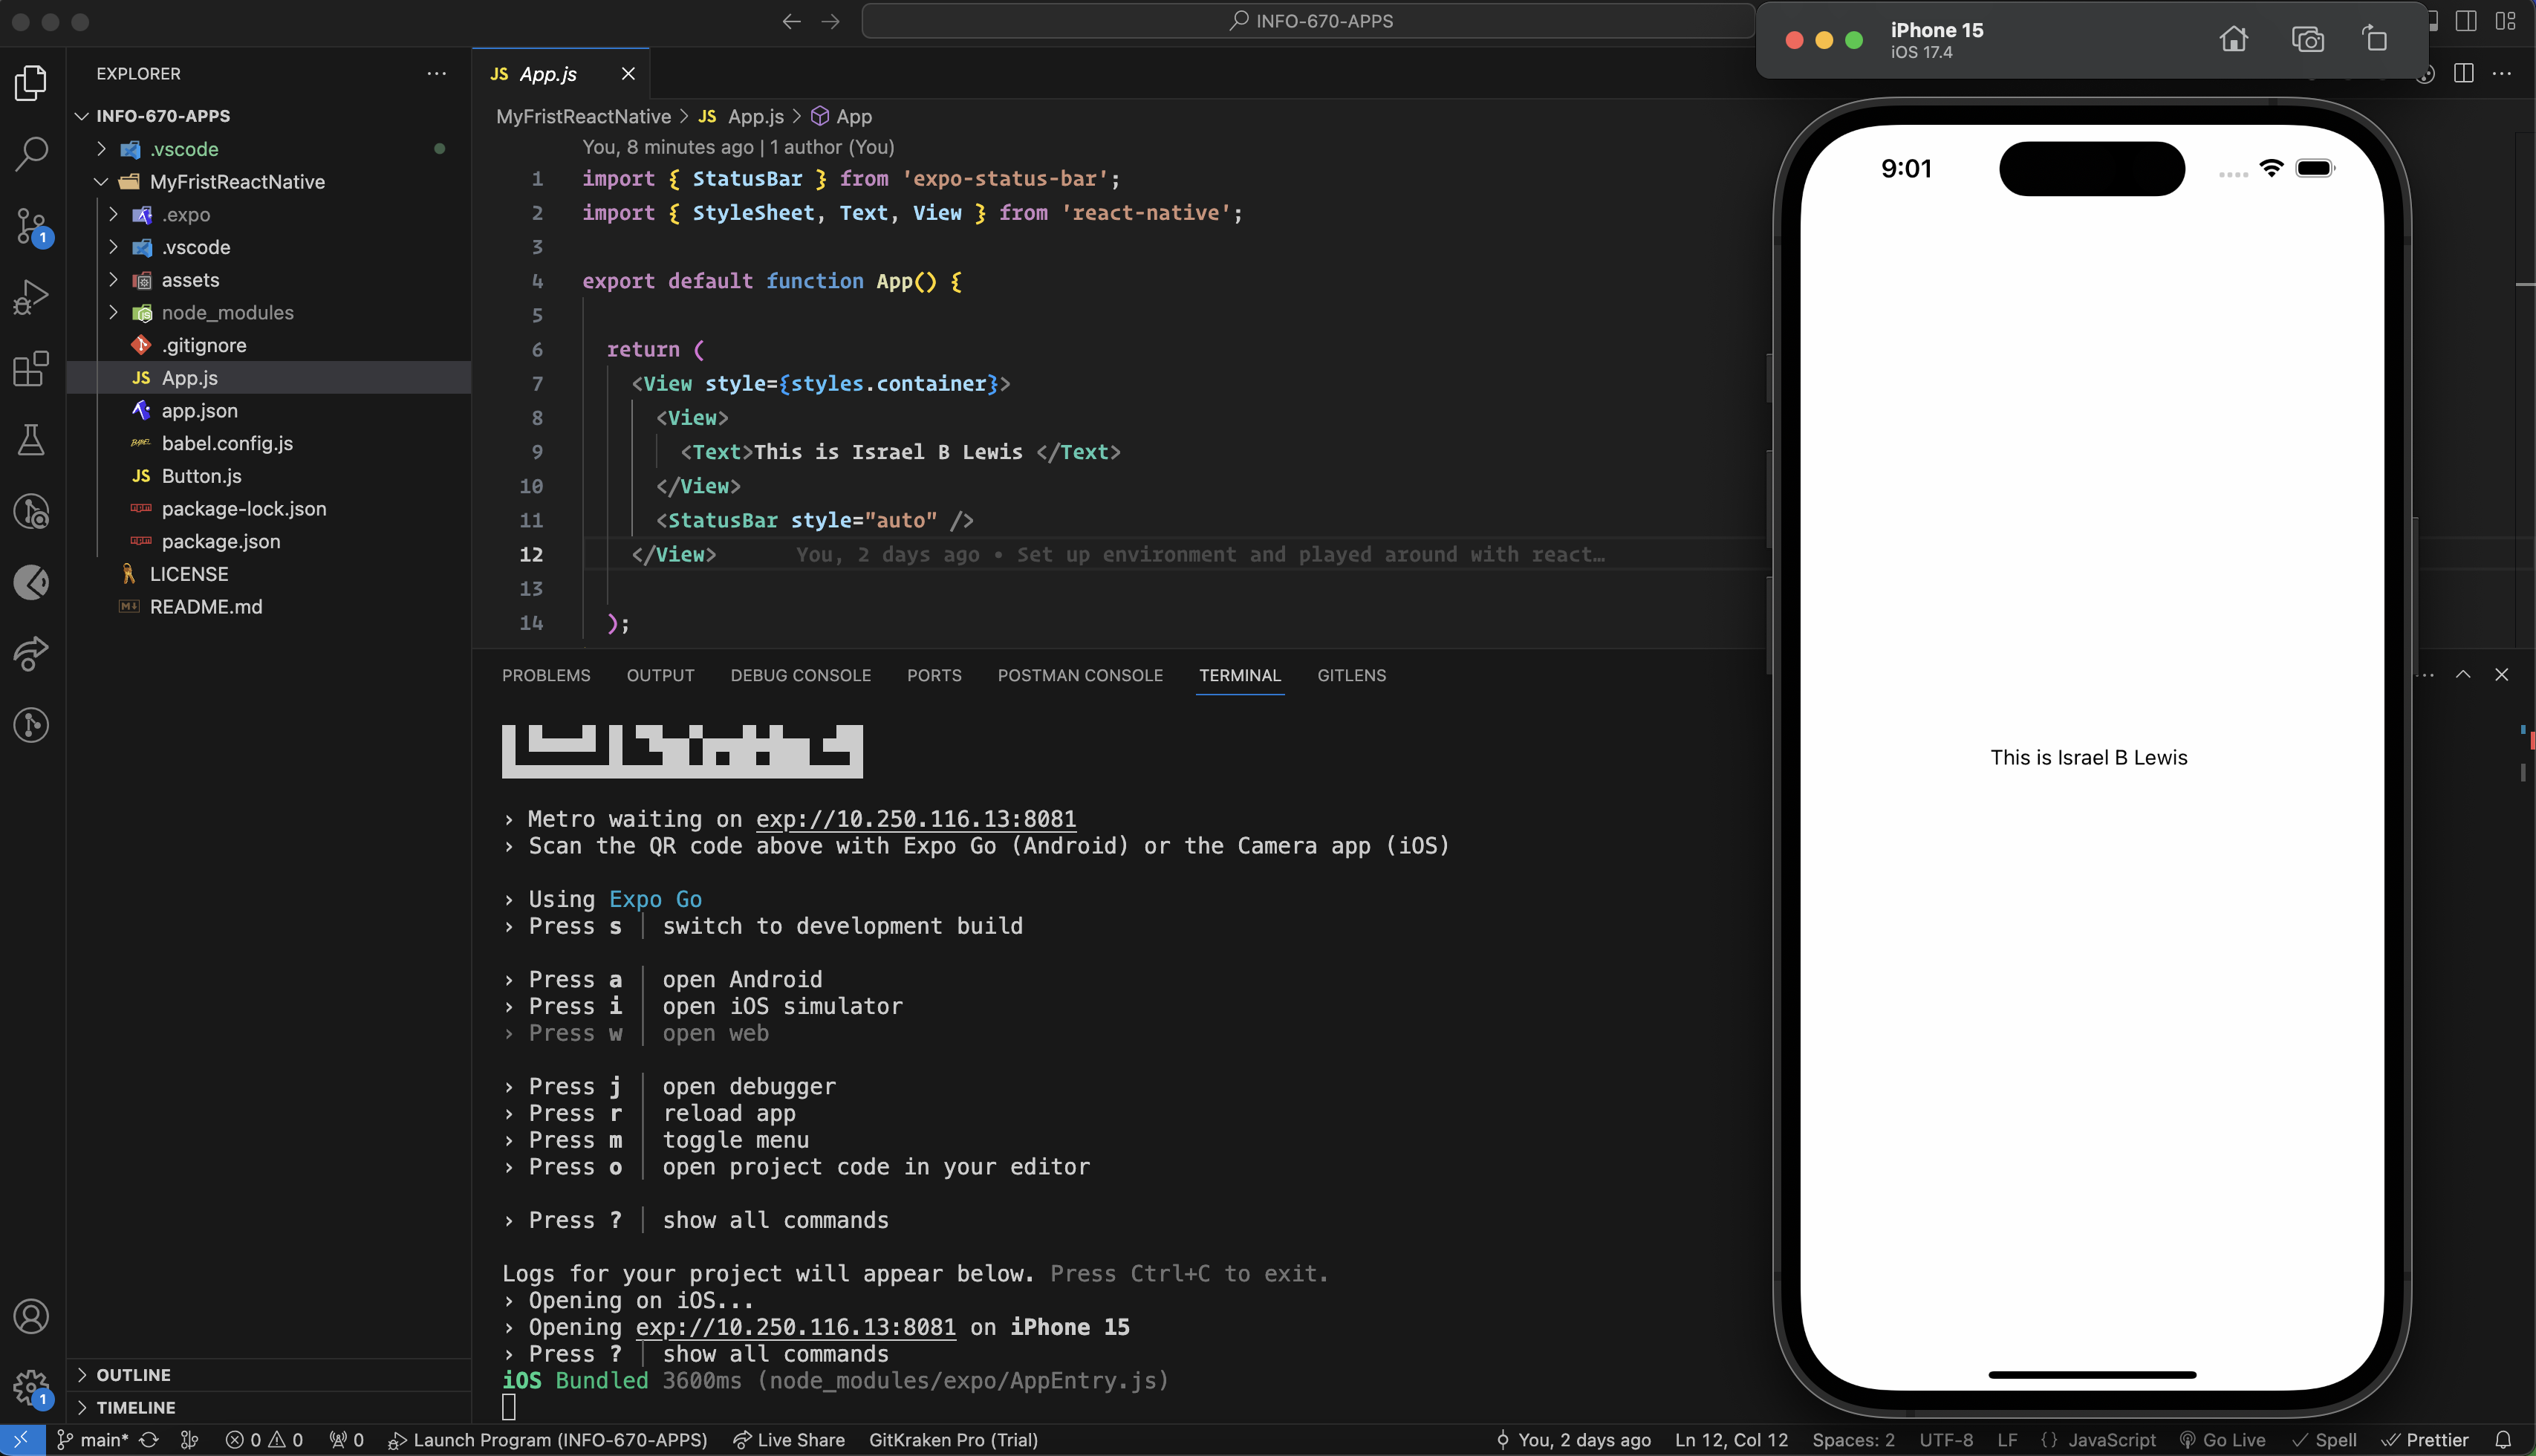 INFO-670-APPS
EXPLORER
INFO-670-APPS
.vscode
MyFristReactNative
.expo
.vscode
assets
node_modules
.gitignore
JS App.js
app.json
babel.config.js
JS Button.js
package-lock.json
package.json
LICENSE
README.md
OUTLINE
TIMELINE
JS App.js
MyFristReactNative > JS App.js > App
You, 8 minutes ago | 1 author (You)
1 import { StatusBar } from 'expo-status-bar';
2 import { StyleSheet, Text, View } from 'react-native';
3
4 export default function App() {
5
6 return (
7 <View style={styles.container}>
8 <View>
9 <Text>This is Israel B Lewis </Text>
10 </View>
11 <StatusBar style="auto" />
12 </View> You, 2 days ago • Set up environment and played around with react…
13
14 );
PROBLEMS OUTPUT DEBUG CONSOLE PORTS POSTMAN CONSOLE TERMINAL GITLENS
› Metro waiting on exp://10.250.116.13:8081
› Scan the QR code above with Expo Go (Android) or the Camera app (iOS)
› Using Expo Go
› Press s │ switch to development build
› Press a │ open Android
› Press i │ open iOS simulator
› Press w │ open web
› Press j │ open debugger
› Press r │ reload app
› Press m │ toggle menu
› Press o │ open project code in your editor
› Press ? │ show all commands
Logs for your project will appear below. Press Ctrl+C to exit.
› Opening on iOS...
› Opening exp://10.250.116.13:8081 on iPhone 15
› Press ? │ show all commands
iOS Bundled 3600ms (node_modules/expo/AppEntry.js)
iPhone 15
iOS 17.4
9:01
This is Israel B Lewis
1
1
main* 0 0 0 Launch Program (INFO-670-APPS) Live Share GitKraken Pro (Trial) You, 2 days ago Ln 12, Col 12 Spaces: 2 UTF-8 LF {} JavaScript Go Live Spell Prettier